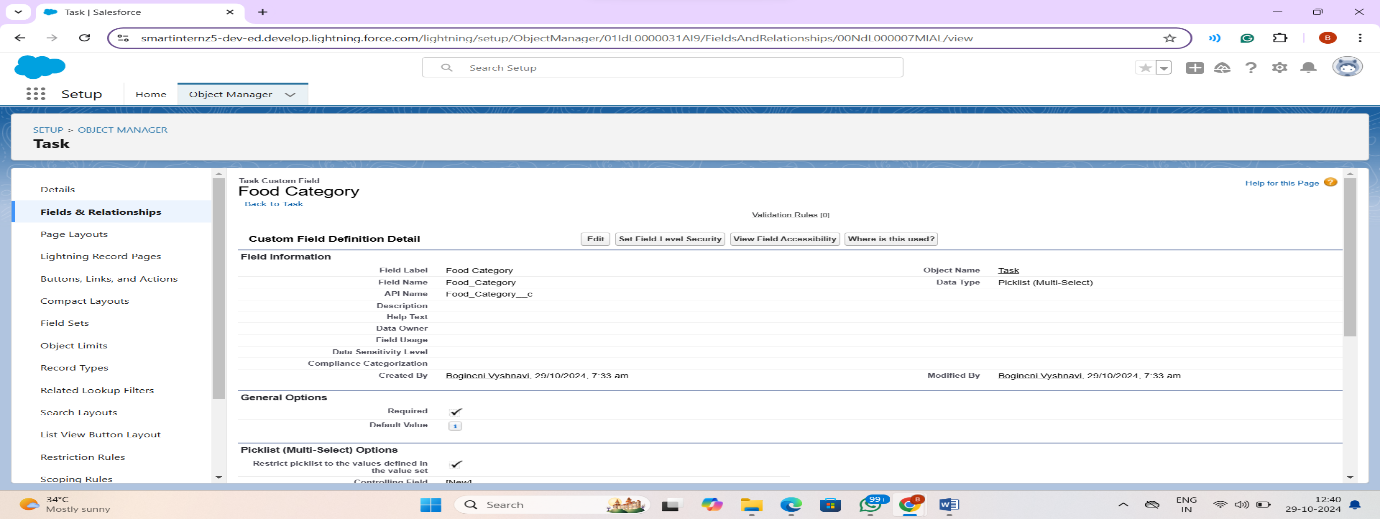 Task | Salesforce
smartinternz5-dev-ed.develop.lightning.force.com/lightning/setup/ObjectManager/01IdL0000031AI9/FieldsAndRelationships/00NdL000007MIAL/view
B
Search Setup
Setup
Home
Object Manager
SETUP > OBJECT MANAGER
Task
Details
Fields & Relationships
Page Layouts
Lightning Record Pages
Buttons, Links, and Actions
Compact Layouts
Field Sets
Object Limits
Record Types
Related Lookup Filters
Search Layouts
List View Button Layout
Restriction Rules
Scoping Rules
Task Custom Field
Food Category
Back to Task
Help for this Page
Validation Rules [0]
Custom Field Definition Detail
Edit
Set Field-Level Security
View Field Accessibility
Where is this used?
Field Information
Field Label Food Category Object Name Task
Field Name Food_Category Data Type Picklist (Multi-Select)
API Name Food_Category__c
Description
Help Text
Data Owner
Field Usage
Data Sensitivity Level
Compliance Categorization
Created By Bogineni Vyshnavi, 29/10/2024, 7:33 am Modified By Bogineni Vyshnavi, 29/10/2024, 7:33 am
General Options
Required
Default Value
Picklist (Multi-Select) Options
Restrict picklist to the values defined in
the value set
Controlling Field [New]
34°C
Mostly sunny
Search
99+
B
ENG
IN
12:40
29-10-2024